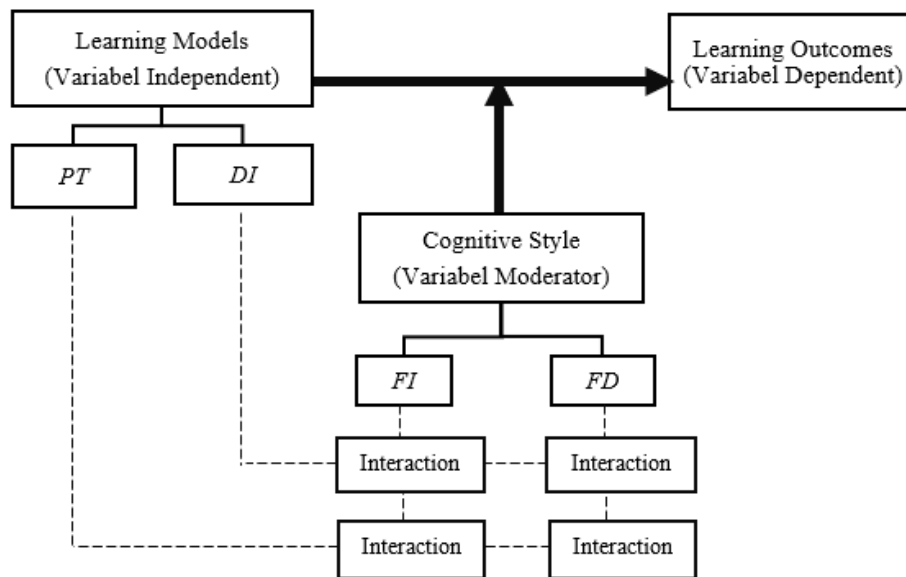 Learning Models
(Variabel Independent)
Learning Outcomes
(Variabel Dependent)
PT
DI
Cognitive Style
(Variabel Moderator)
FI
FD
Interaction
Interaction
Interaction
Interaction